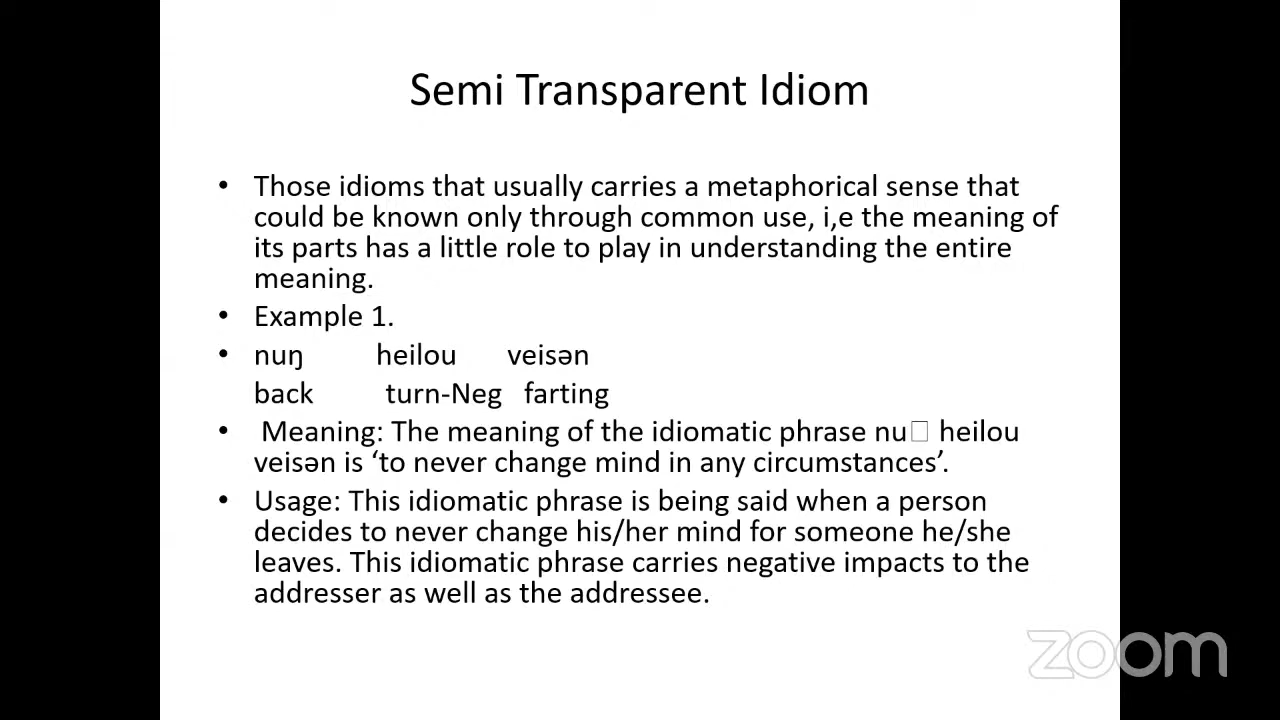 Semi Transparent Idiom
• Those idioms that usually carries a metaphorical sense that
could be known only through common use, i,e the meaning of
its parts has a little role to play in understanding the entire
meaning.
• Example 1.
• nuŋ heilou veisən
back turn-Neg farting
• Meaning: The meaning of the idiomatic phrase nu□ heilou
veisən is ‘to never change mind in any circumstances’.
• Usage: This idiomatic phrase is being said when a person
decides to never change his/her mind for someone he/she
leaves. This idiomatic phrase carries negative impacts to the
addresser as well as the addressee.
zoom